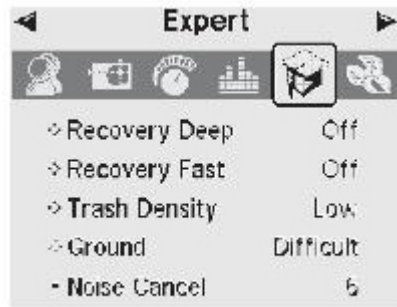 Expert
Recovery Deep Off
Recovery Fast Off
Trash Density Low
Ground Difficult
Noise Cancel 6